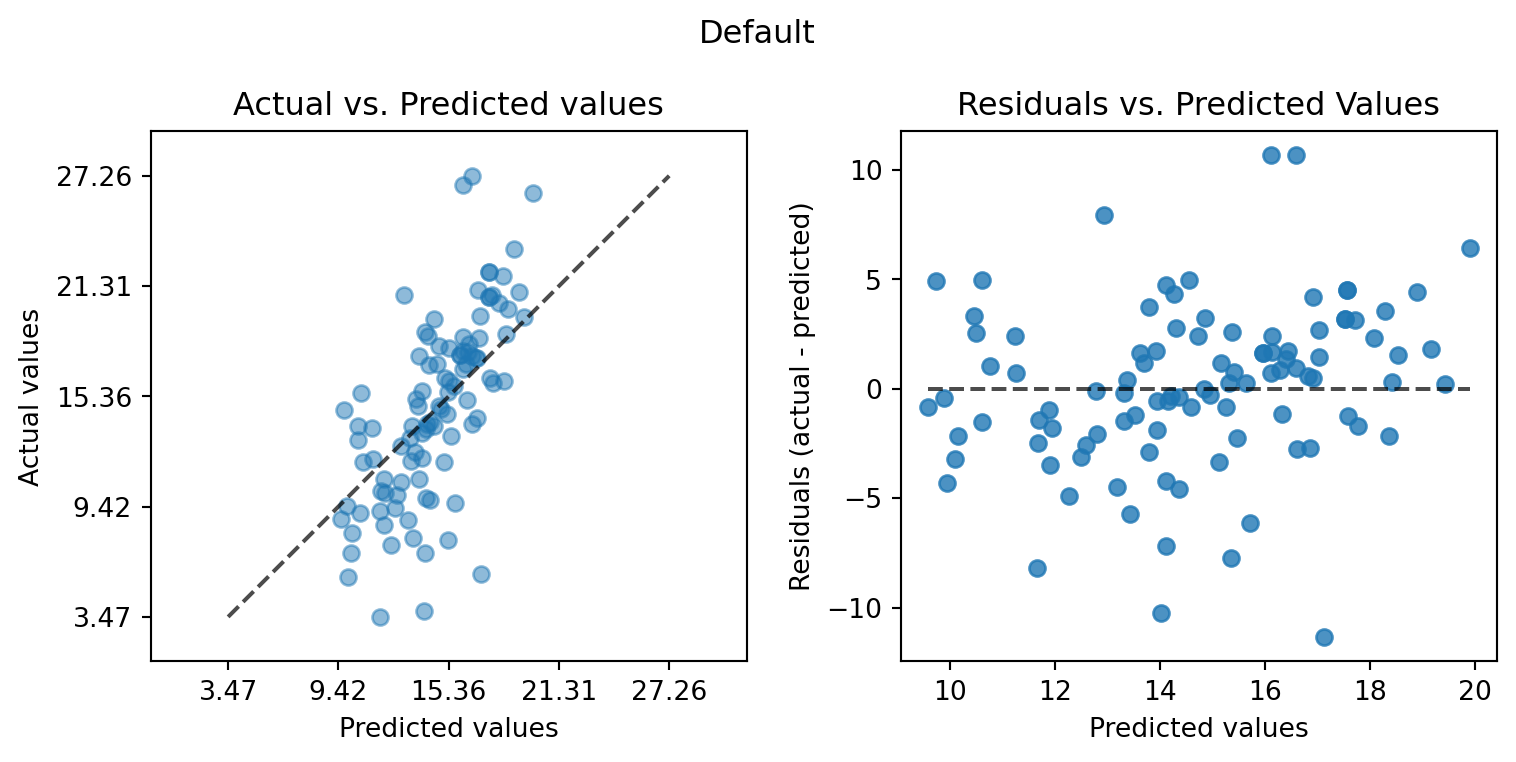 Default
Actual vs. Predicted values
Actual values
27.26
21.31
15.36
9.42
3.47
3.47 9.42 15.36 21.31 27.26
Predicted values
Residuals vs. Predicted Values
Residuals (actual - predicted)
10
5
0
−5
−10
10 12 14 16 18 20
Predicted values